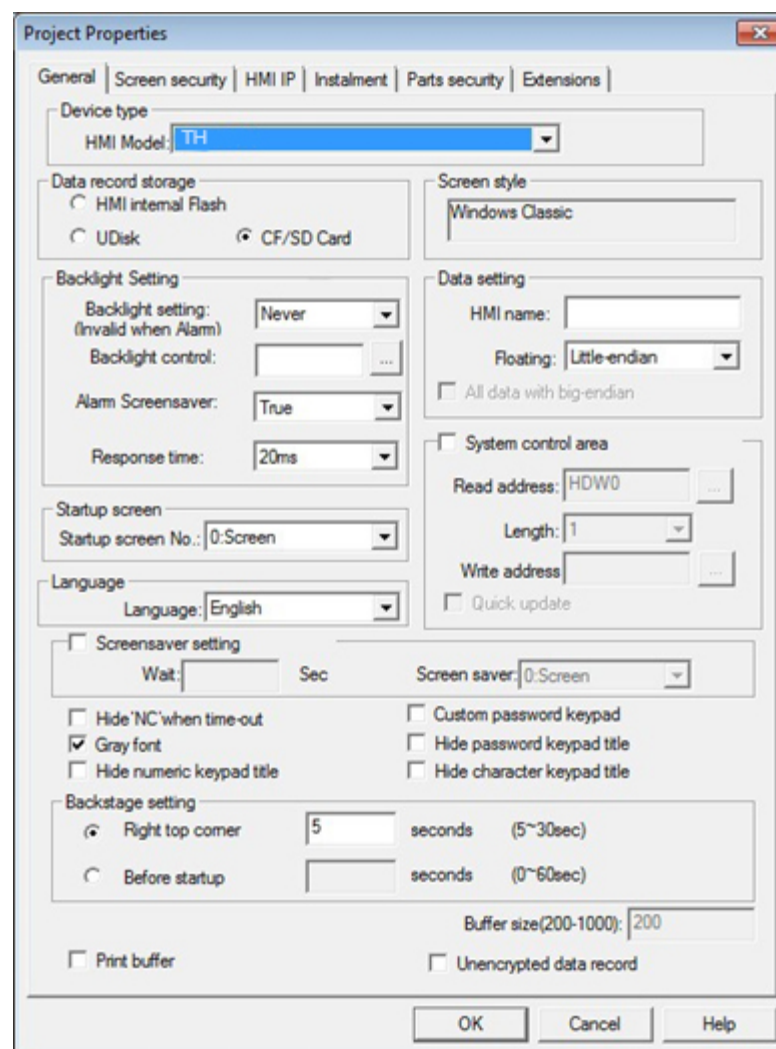 Project Properties
General Screen security HMI IP Instalment Parts security Extensions
Device type
HMI Model: TH
Data record storage
HMI internal Flash
UDisk CF/SD Card
Screen style
Windows Classic
Backlight Setting
Backlight setting: Never
(Invalid when Alarm)
Backlight control: ...
Alarm Screensaver: True
Response time: 20ms
Data setting
HMI name:
Floating: Little-endian
All data with big-endian
System control area
Read address: HDW0 ...
Length: 1
Write address ...
Quick update
Startup screen
Startup screen No.: 0:Screen
Language
Language: English
Screensaver setting
Wait: Sec Screen saver: 0:Screen
Hide 'NC' when time-out
Custom password keypad
Gray font
Hide password keypad title
Hide numeric keypad title
Hide character keypad title
Backstage setting
Right top corner 5 seconds (5~30sec)
Before startup seconds (0~60sec)
Buffer size(200-1000): 200
Print buffer Unencrypted data record
OK Cancel Help